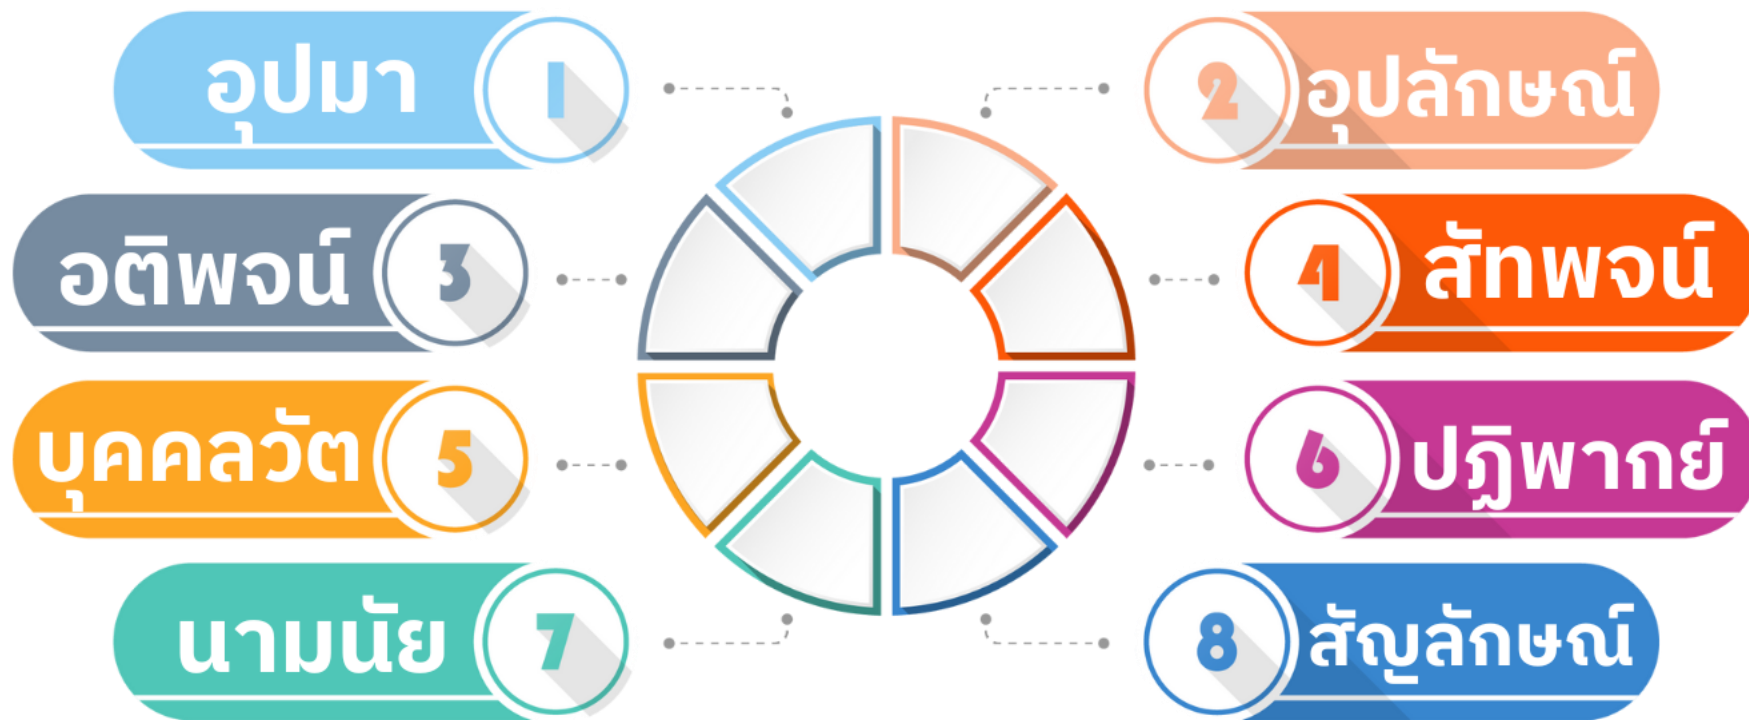 อุปมา 1
2 อุปลักษณ์
อติพจน์ 3
4 สัทพจน์
บุคคลวัต 5
6 ปฏิพากย์
นามนัย 7
8 สัญลักษณ์